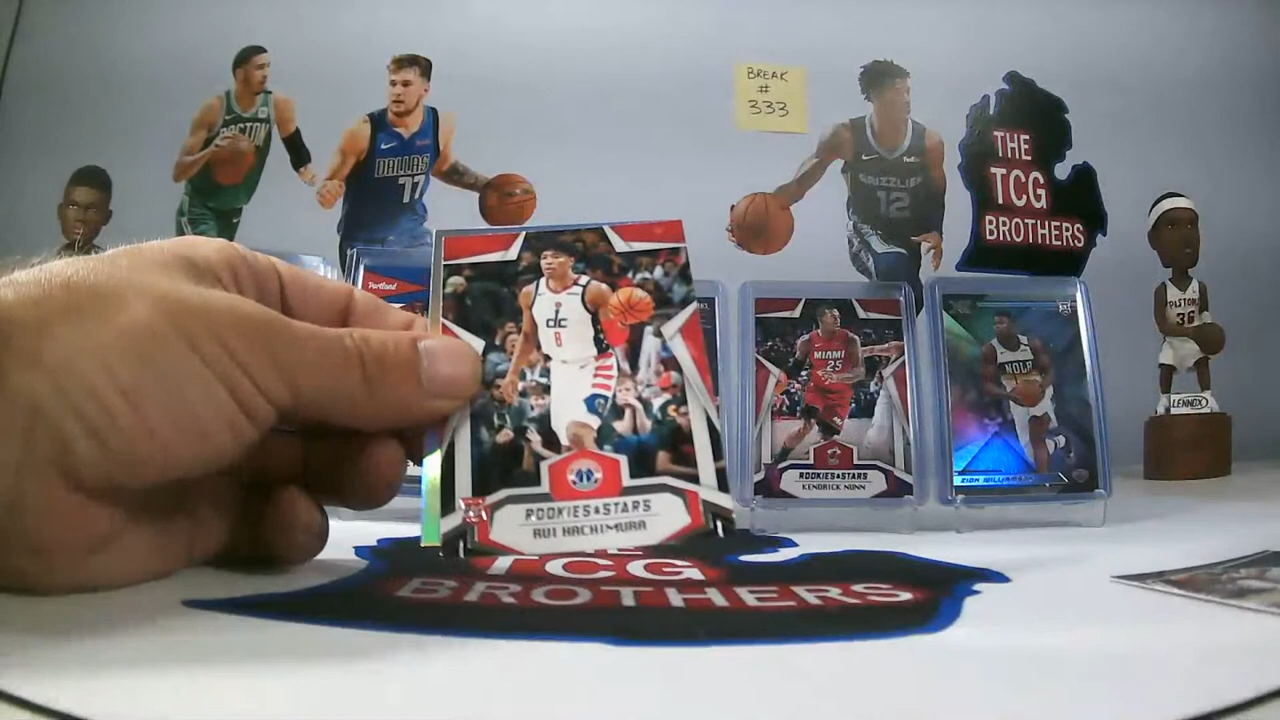 BREAK
#
333
BOSTON
DALLAS
77
GRIZZLIES
12
THE
TCG
BROTHERS
Portland
dc
8
ROOKIES & STARS
RUI HACHIMURA
MIAMI
25
ROOKIES & STARS
KENDRICK NUNN
NOLA
ZION WILLIAMSON
PISTONS
36
LENNOX
TCG
BROTHERS